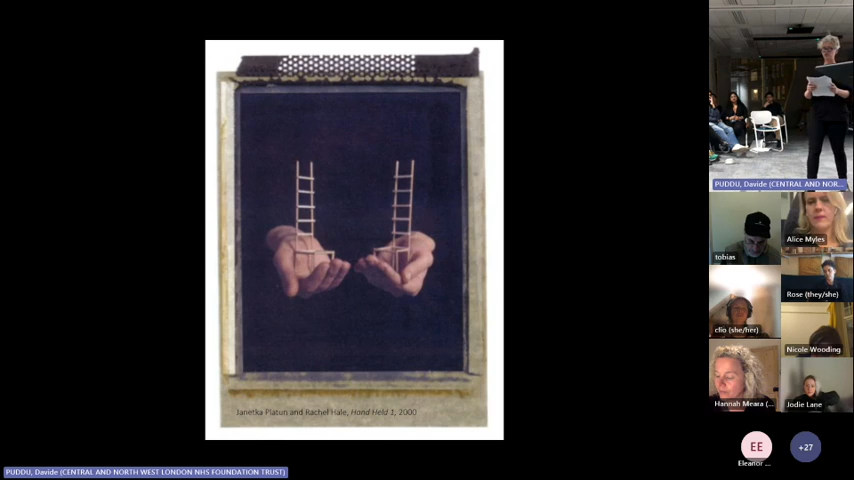 Janetka Platun and Rachel Hale, Hand Held 1, 2000
PUDDU, Davide (CENTRAL AND NORTH WEST LONDON NHS FOUNDATION TRUST)
PUDDU, Davide (CENTRAL AND NOR...
tobias
Alice Myles
clio (she/her)
Rose (they/she)
Nicole Wooding
Hannah Meara (...
Jodie Lane
EE
Eleanor ...
+27